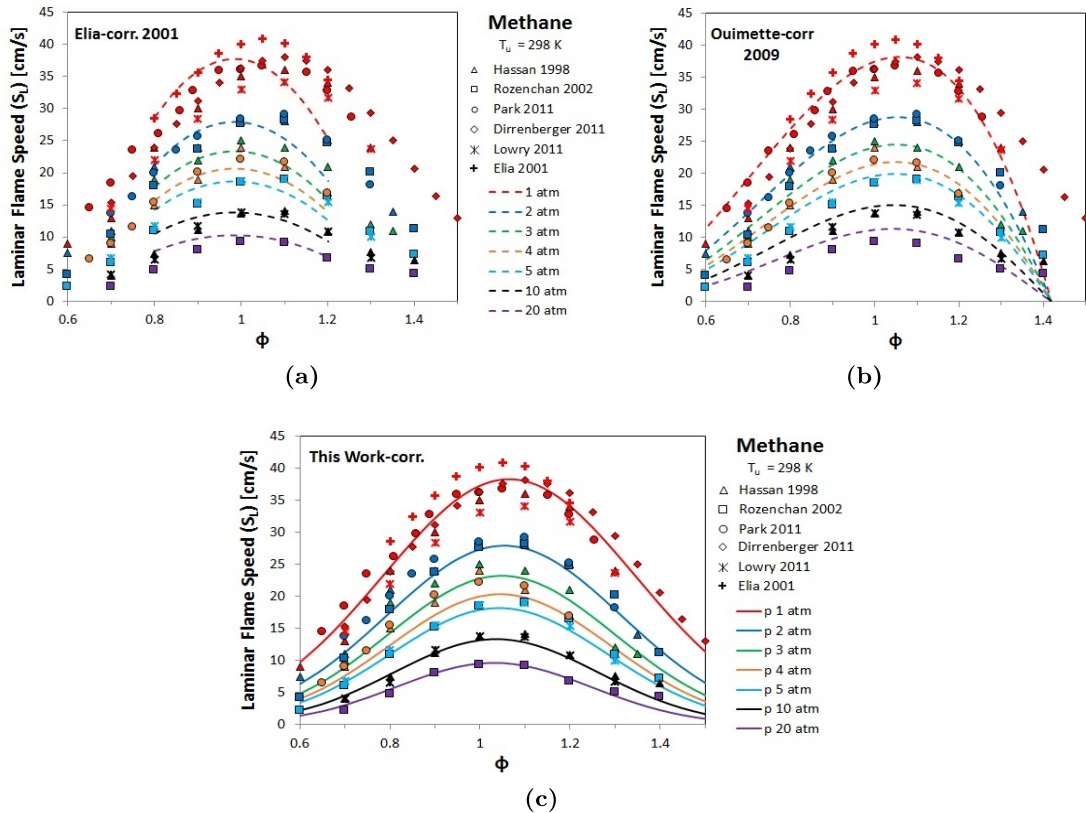 Elia-corr. 2001
Laminar Flame Speed (SL) [cm/s]
45
40
35
30
25
20
15
10
5
0
0.6
0.8
1
1.2
1.4
ϕ
(a)
Methane
Tu = 298 K
Hassan 1998
Rozenchan 2002
Park 2011
Dirrenberger 2011
Lowry 2011
Elia 2001
1 atm
2 atm
3 atm
4 atm
5 atm
10 atm
20 atm
Ouimette-corr
2009
Laminar Flame Speed (SL) [cm/s]
45
40
35
30
25
20
15
10
5
0
0.6
0.8
1
1.2
1.4
ϕ
(b)
This Work-corr.
Laminar Flame Speed (SL) [cm/s]
45
40
35
30
25
20
15
10
5
0
0.6
0.8
1
1.2
1.4
ϕ
Methane
Tu = 298 K
Hassan 1998
Rozenchan 2002
Park 2011
Dirrenberger 2011
Lowry 2011
Elia 2001
p 1 atm
p 2 atm
p 3 atm
p 4 atm
p 5 atm
p 10 atm
p 20 atm
(c)